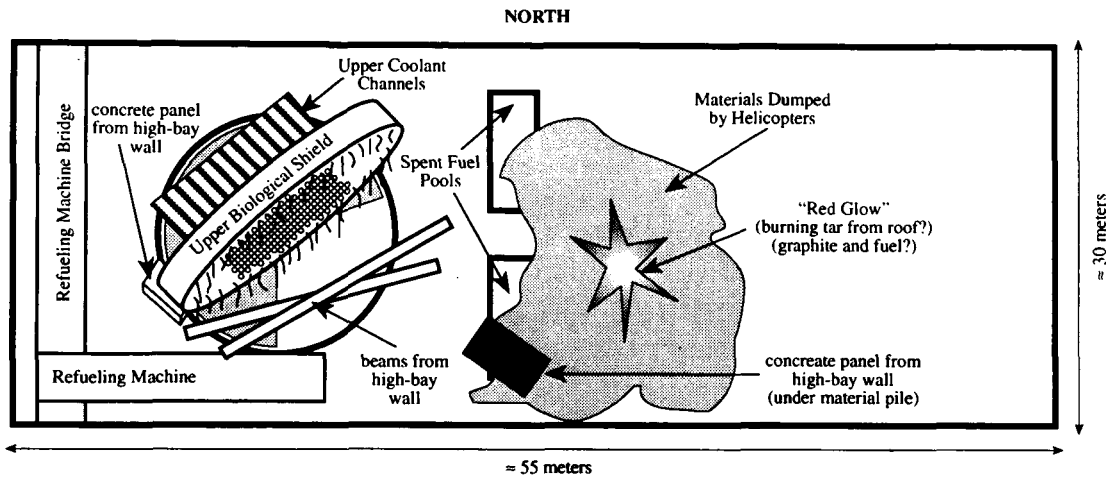 NORTH
Upper Coolant
Channels
concrete panel
from high-bay
wall
Refueling Machine Bridge
Upper Biological Shield
Spent Fuel
Pools
Materials Dumped
by Helicopters
“Red Glow”
(burning tar from roof?)
(graphite and fuel?)
≈ 30 meters
beams from
high-bay
wall
concreate panel from
high-bay wall
(under material pile)
Refueling Machine
≈ 55 meters